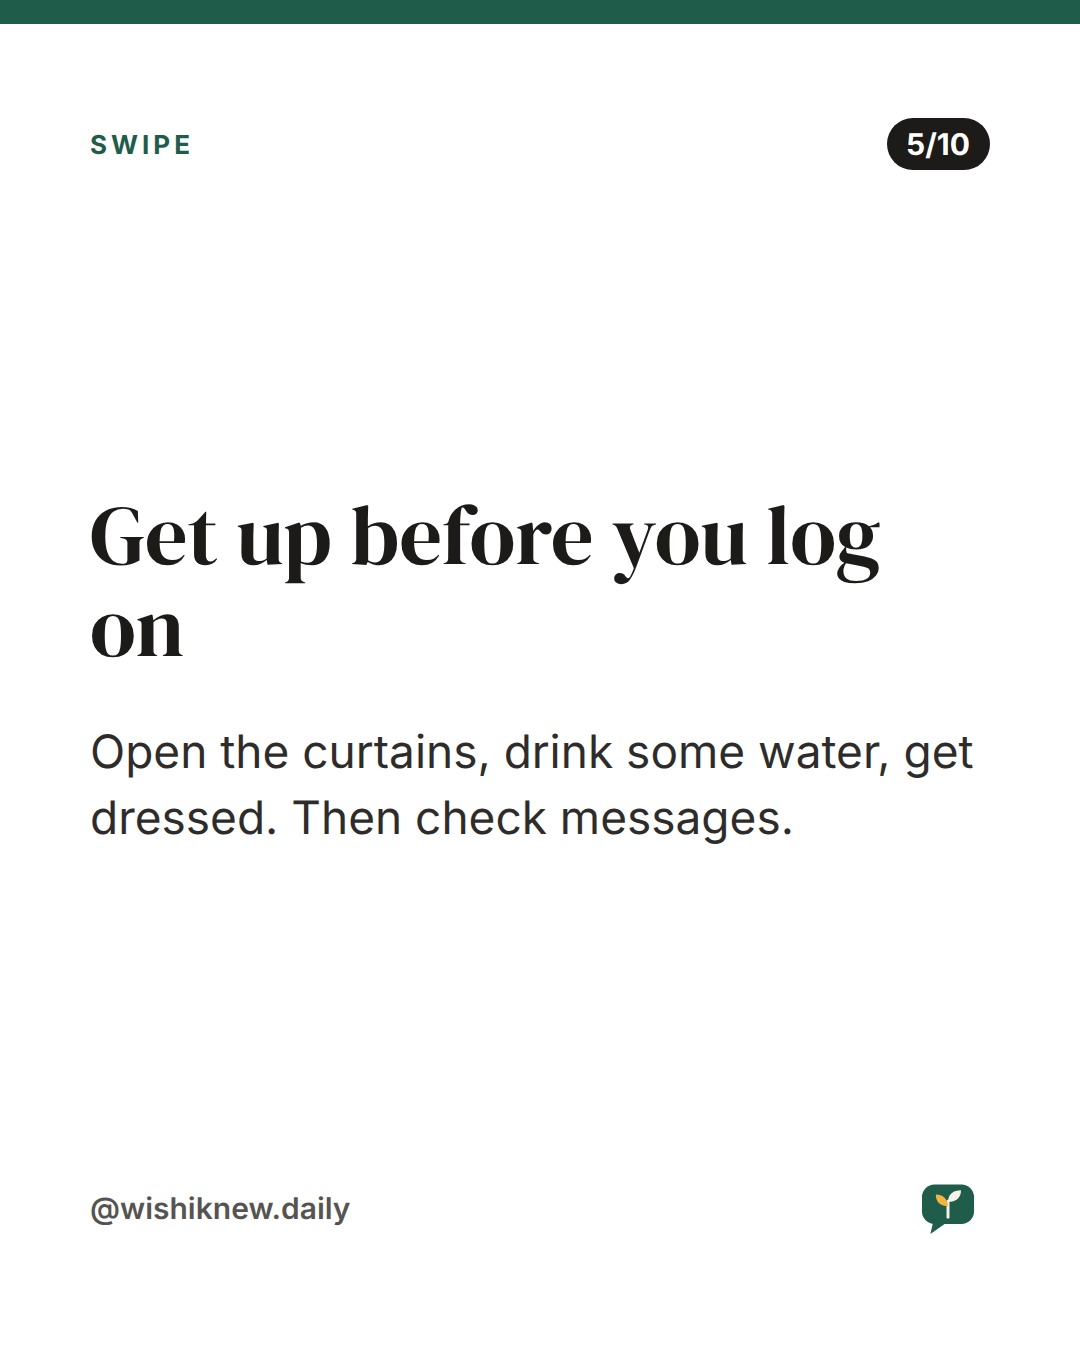 SWIPE
5/10
Get up before you log
on
Open the curtains, drink some water, get
dressed. Then check messages.
@wishiknew.daily